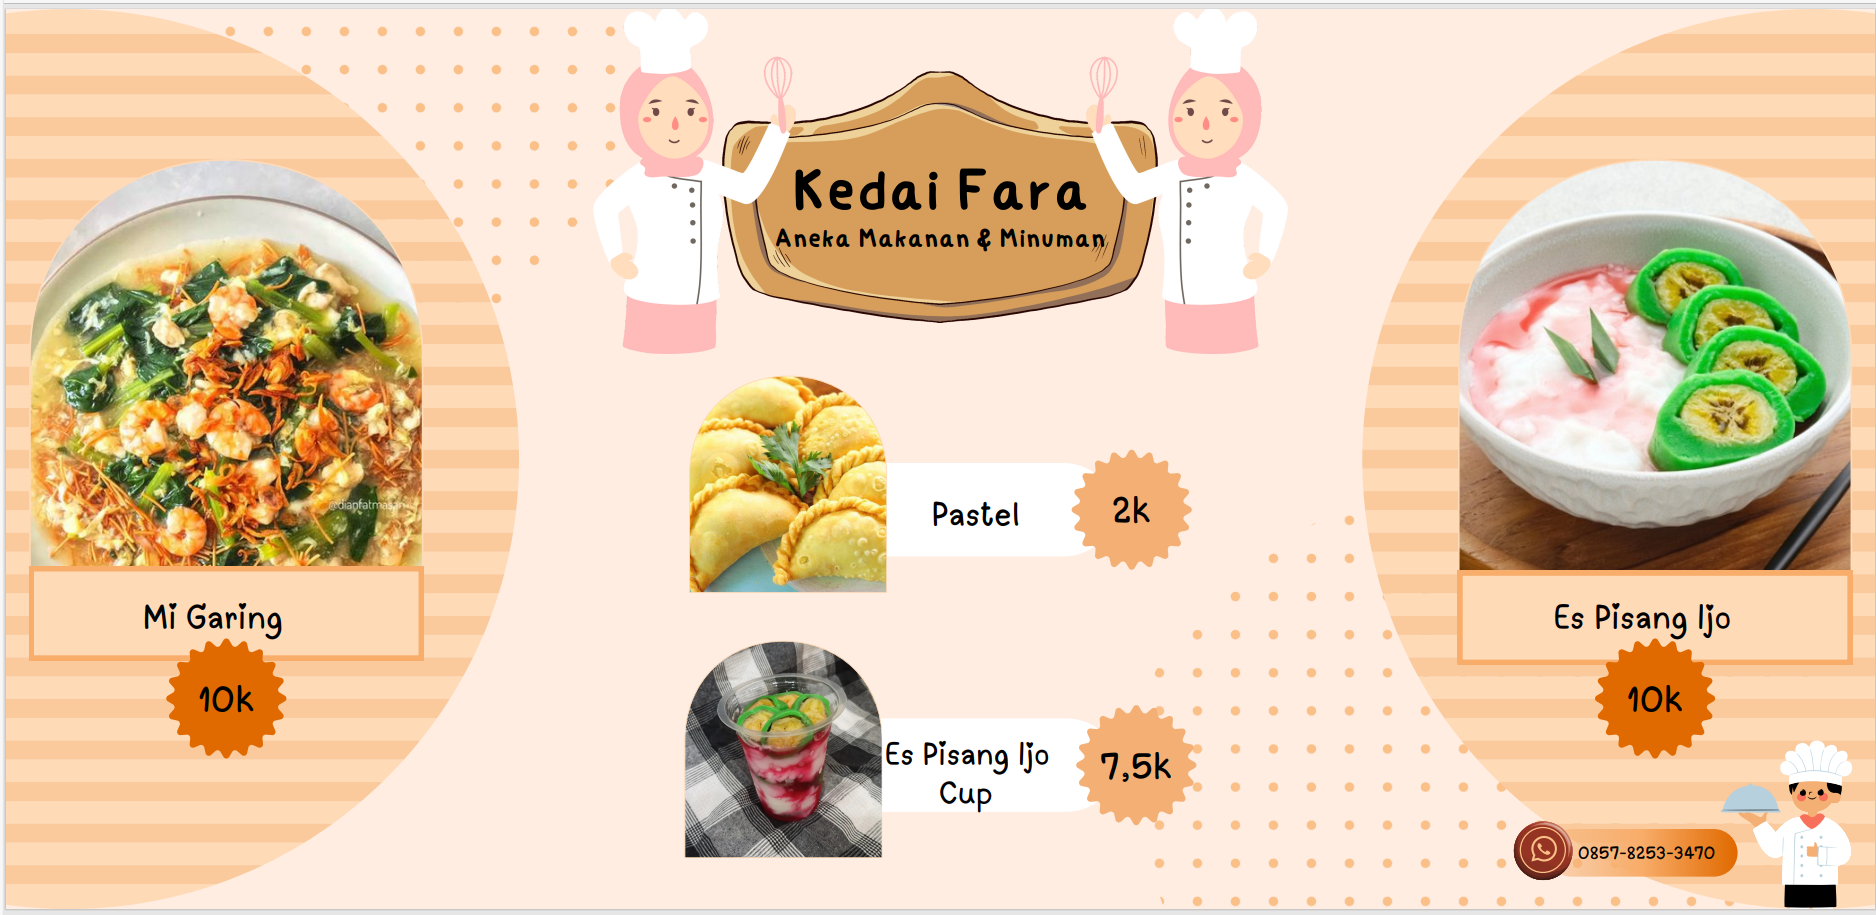 Kedai Fara
Aneka Makanan & Minuman
@dianfatmasari
Mi Garing
10k
Pastel
2k
Es Pisang Ijo
Cup
7,5k
Es Pisang Ijo
10k
0857-8253-3470